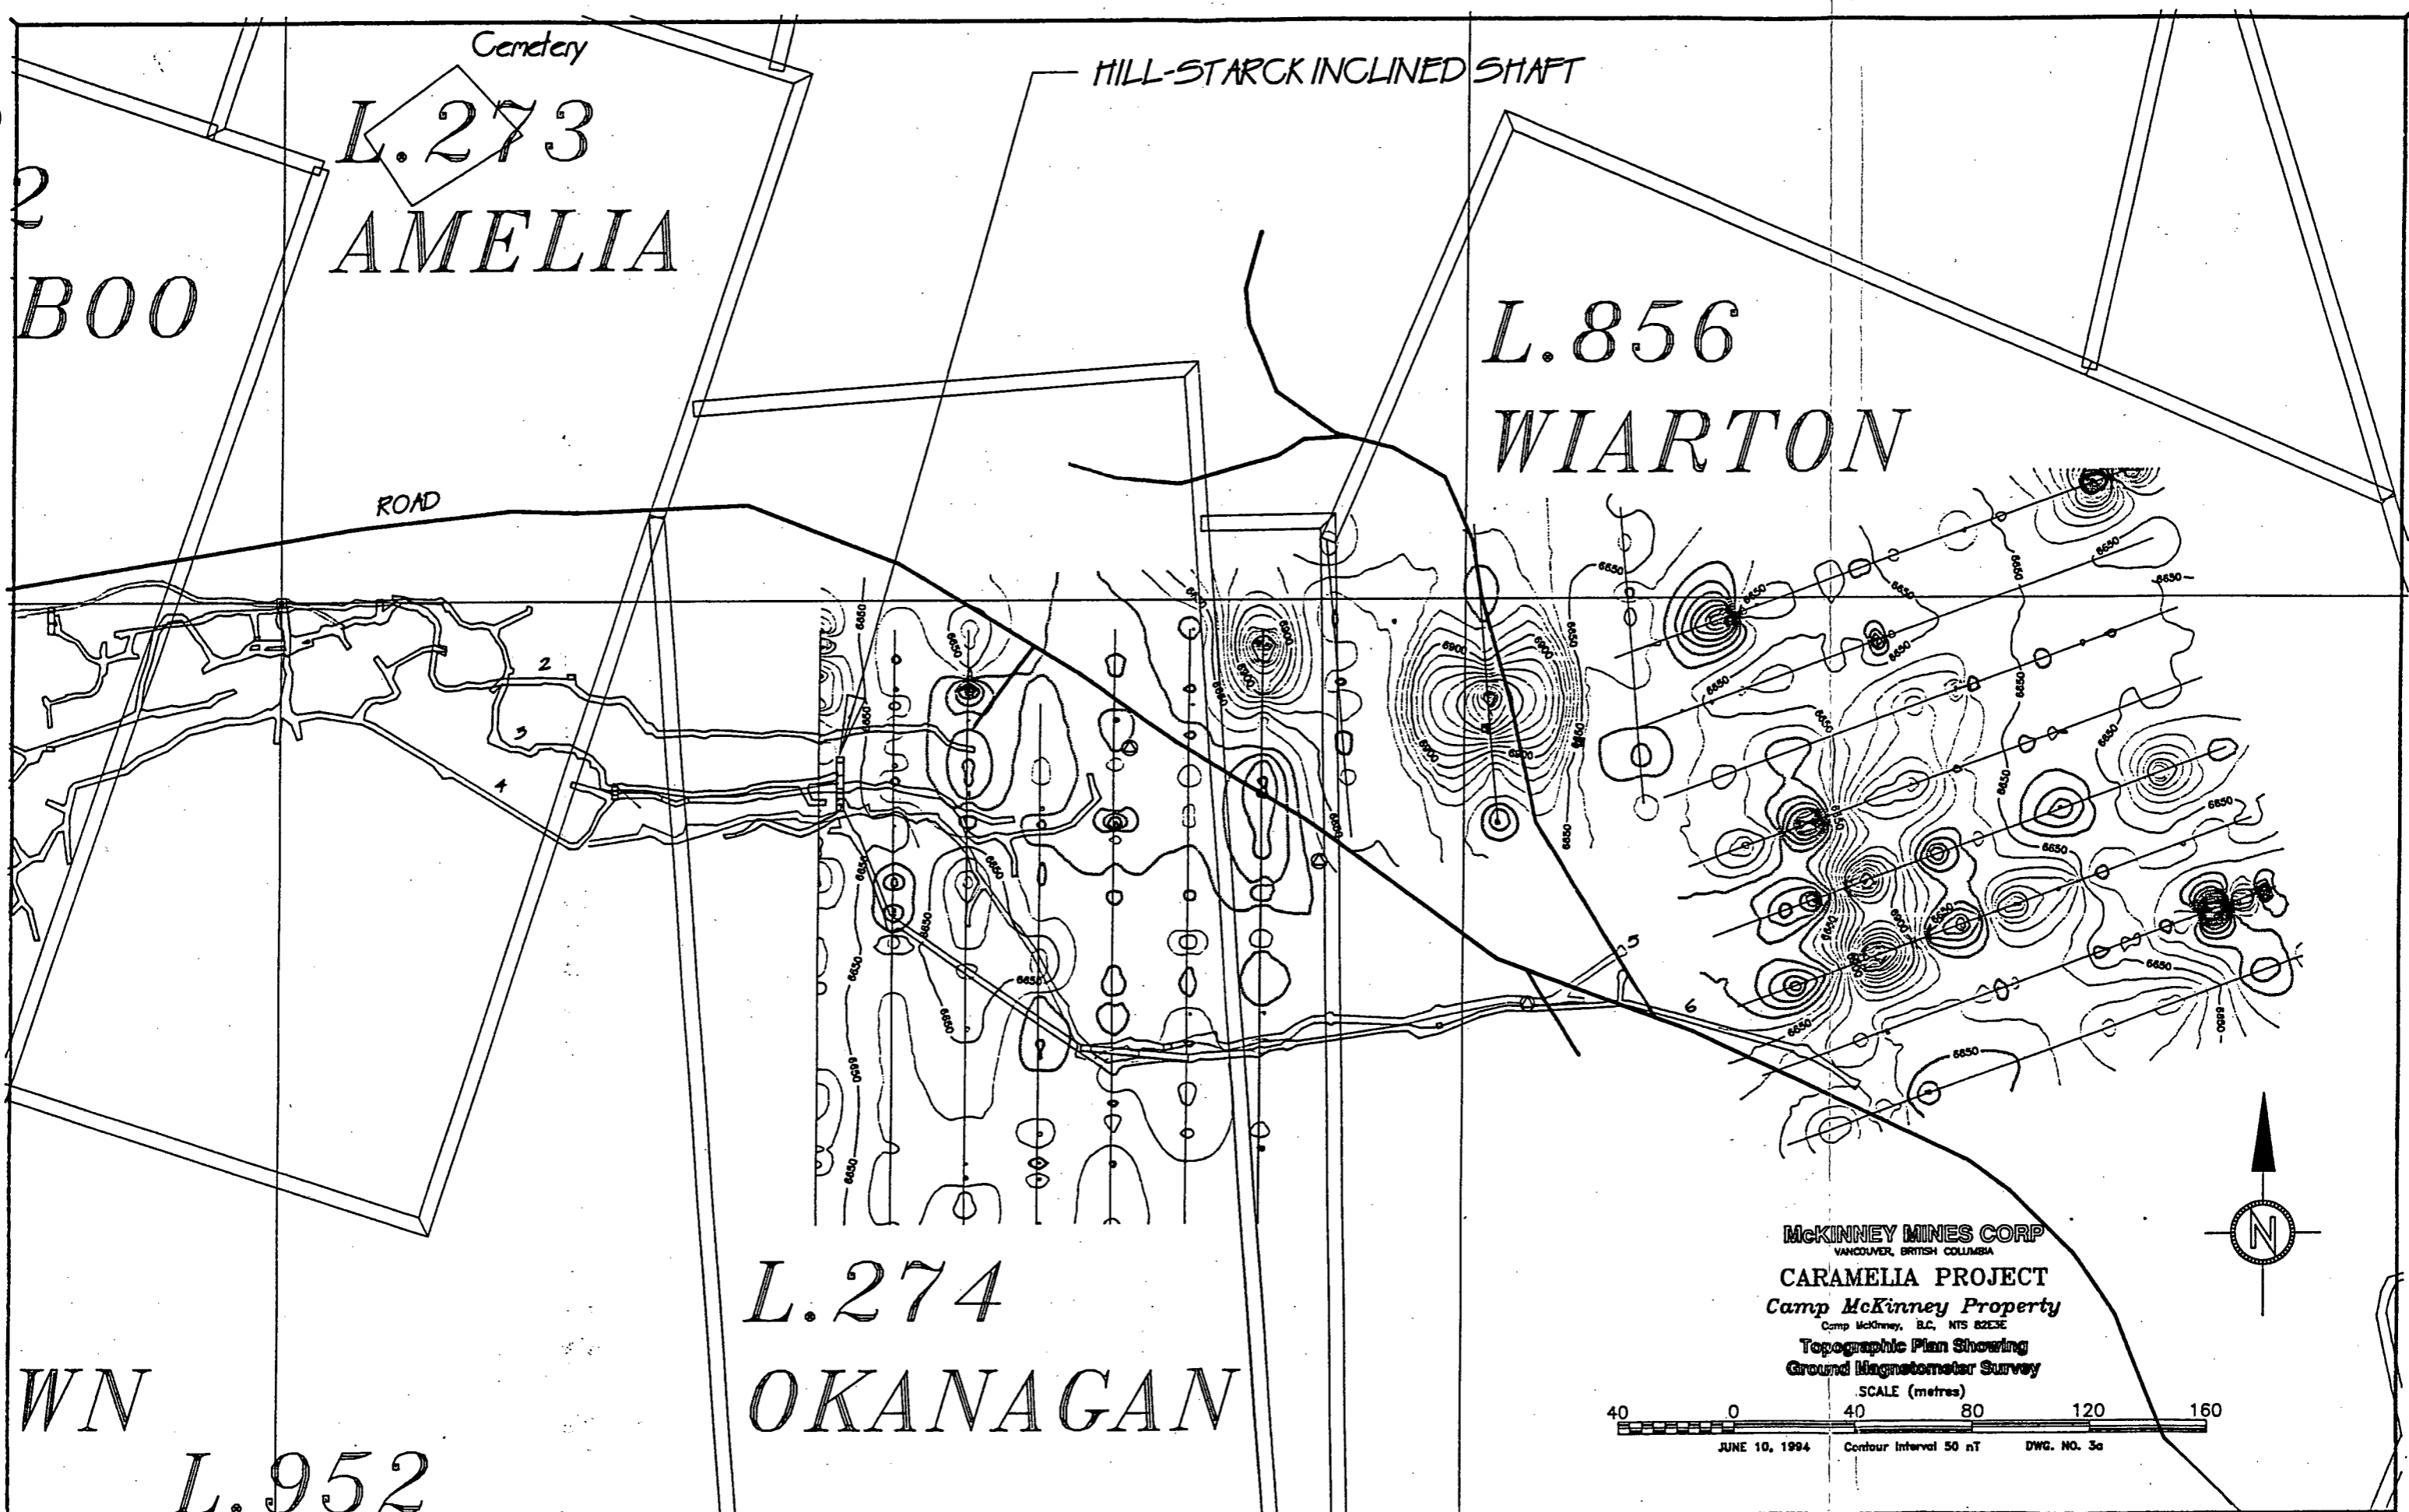 Cemetery
HILL-STARCK INCLINED SHAFT
L.273
AMELIA
2
BOO
L.856
WIARTON
ROAD
2
3
4
5
6
6650
6900
L.274
OKANAGAN
WN
L.952
McKINNEY MINES CORP
VANCOUVER, BRITISH COLUMBIA
CARAMELIA PROJECT
Camp McKinney Property
Camp McKinney, B.C. NTS 82E3E
Topographic Plan Showing
Ground Magnetometer Survey
SCALE (metres)
40 0 40 80 120 160
JUNE 10, 1994 Contour Interval 50 nT DWG. NO. 3a
N